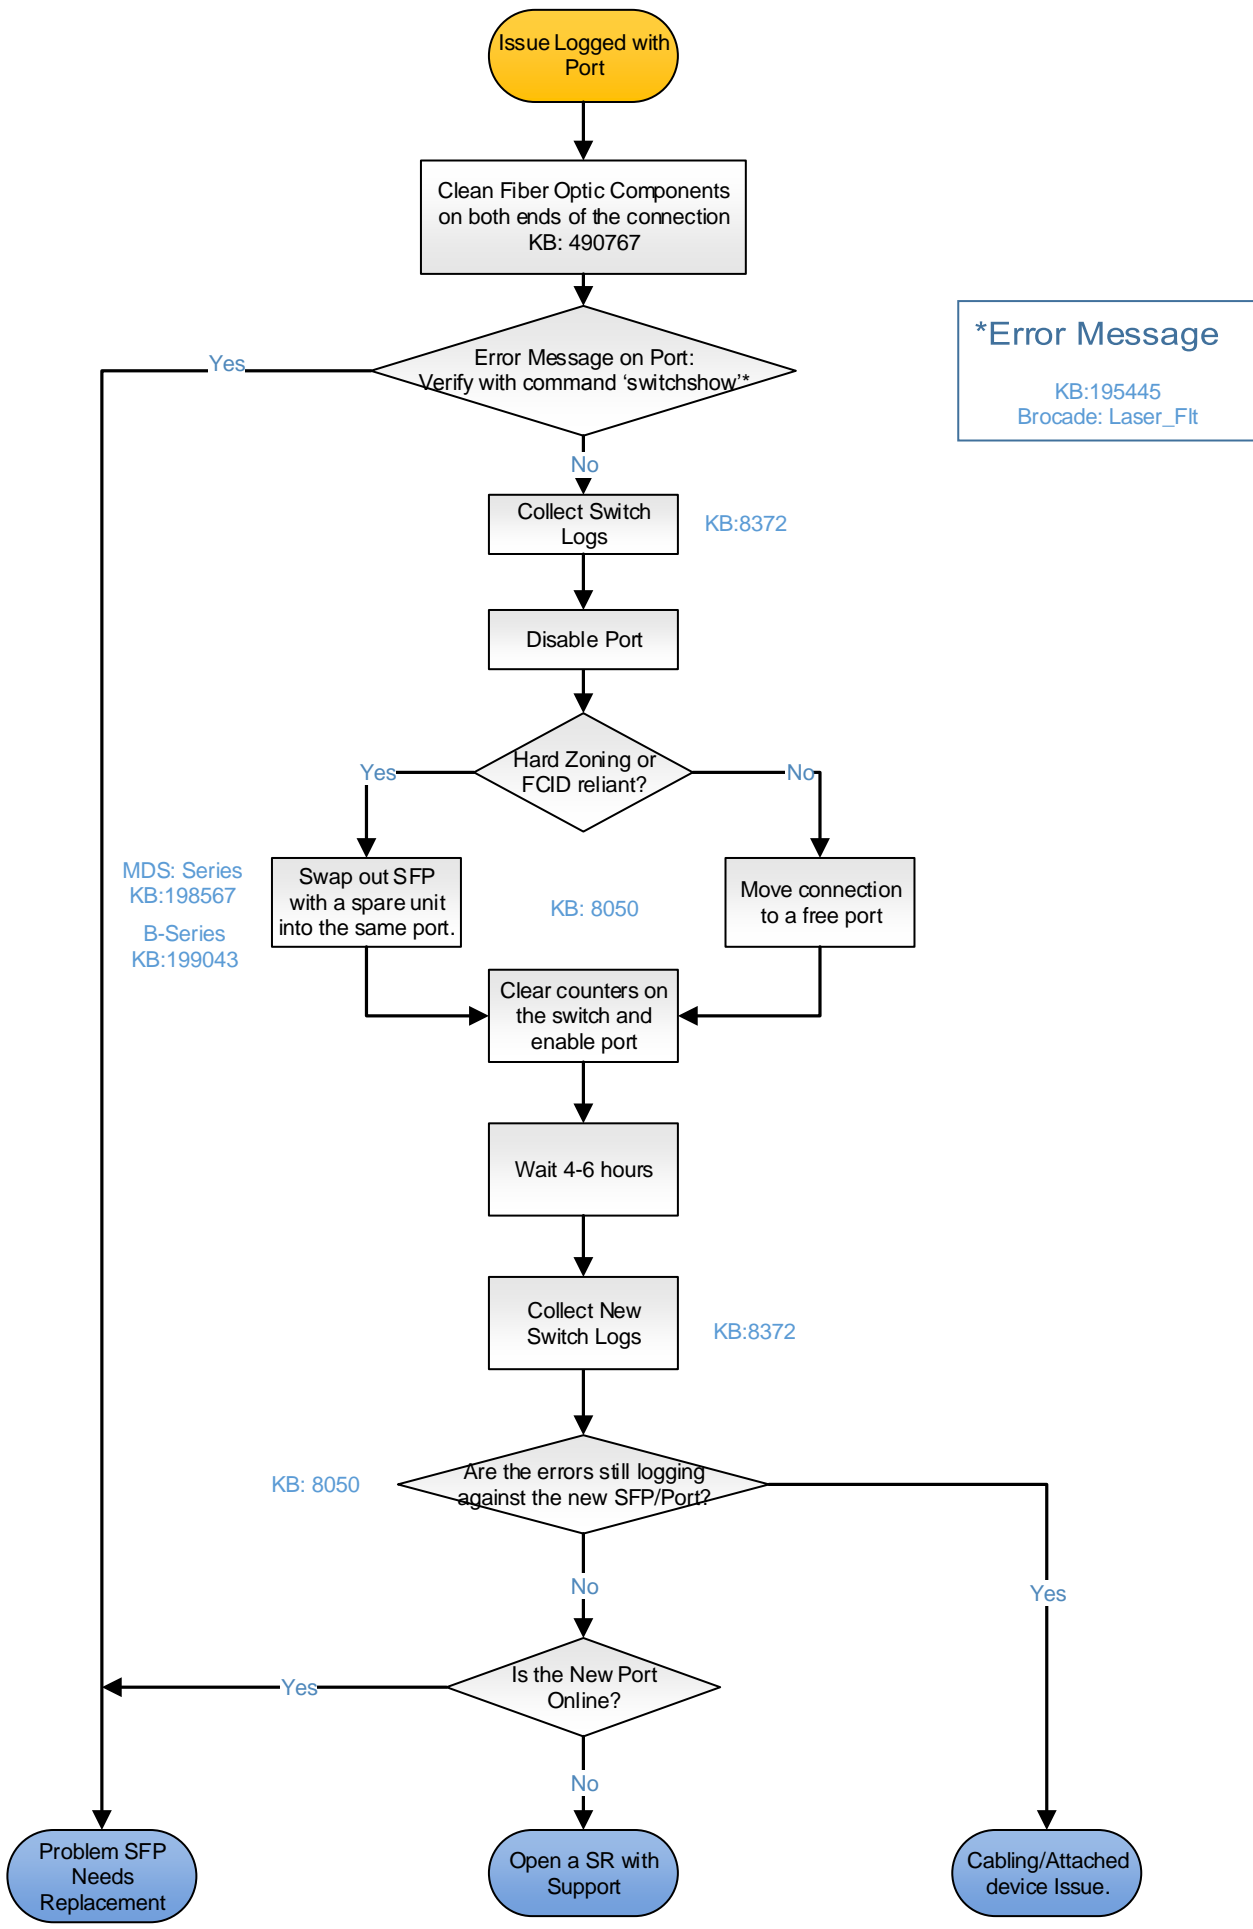 Issue Logged with
Port
Clean Fiber Optic Components
on both ends of the connection
KB: 490767
*Error Message
KB:195445
Brocade: Laser_Flt
Error Message on Port:
Verify with command ‘switchshow’*
Yes
No
Collect Switch
Logs
KB:8372
Disable Port
Hard Zoning or
FCID reliant?
Yes
No
MDS: Series
KB:198567
B-Series
KB:199043
Swap out SFP
with a spare unit
into the same port.
KB: 8050
Move connection
to a free port
Clear counters on
the switch and
enable port
Wait 4-6 hours
Collect New
Switch Logs
KB:8372
KB: 8050
Are the errors still logging
against the new SFP/Port?
No
Yes
Is the New Port
Online?
Yes
No
Problem SFP
Needs
Replacement
Open a SR with
Support
Cabling/Attached
device Issue.